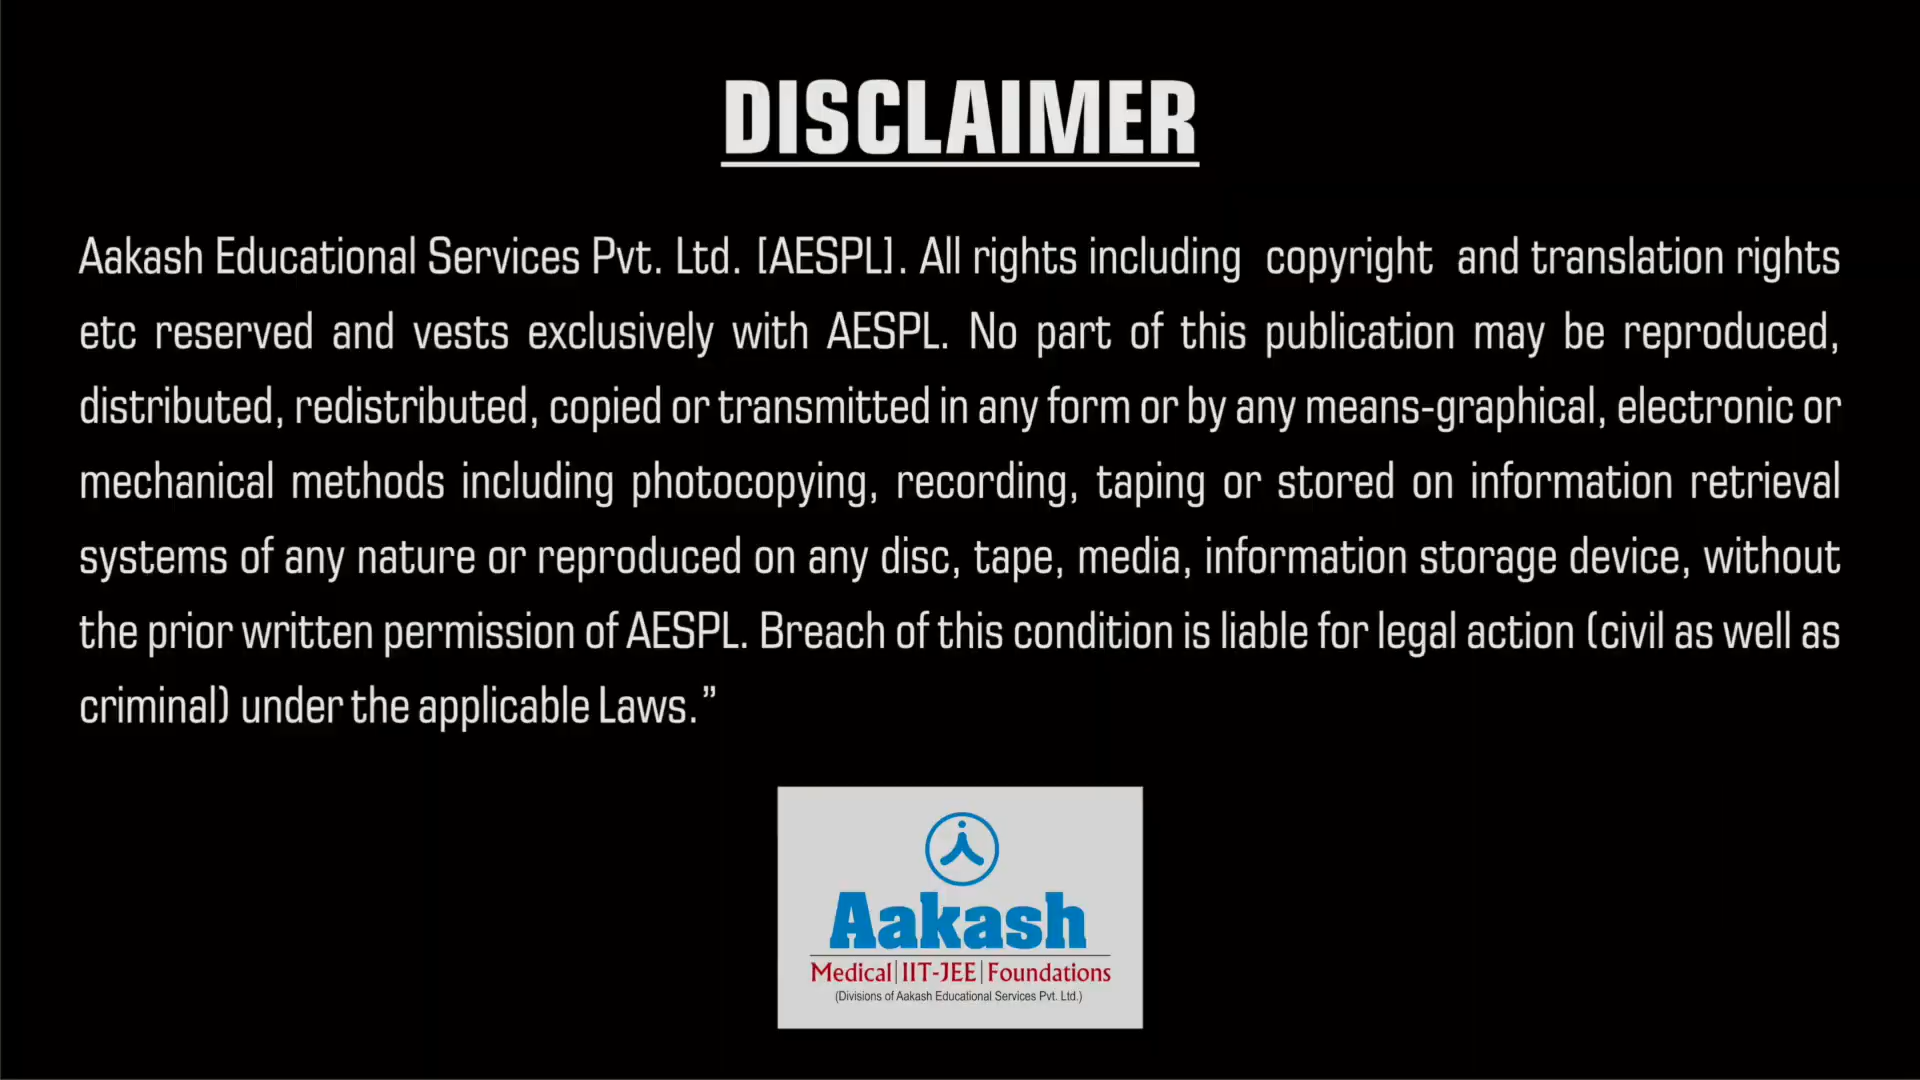 DISCLAIMER
Aakash Educational Services Pvt. Ltd. [AESPL]. All rights including copyright and translation rights
etc reserved and vests exclusively with AESPL. No part of this publication may be reproduced,
distributed, redistributed, copied or transmitted in any form or by any means-graphical, electronic or
mechanical methods including photocopying, recording, taping or stored on information retrieval
systems of any nature or reproduced on any disc, tape, media, information storage device, without
the prior written permission of AESPL. Breach of this condition is liable for legal action (civil as well as
criminal) under the applicable Laws.”
Aakash
Medical|IIT-JEE|Foundations
(Divisions of Aakash Educational Services Pvt. Ltd.)